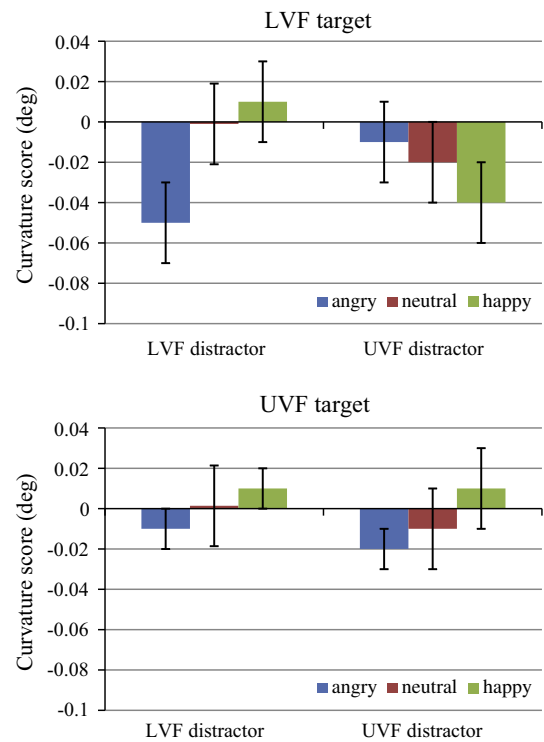 LVF target
Curvature score (deg)
0.04
0.02
0
-0.02
-0.04
-0.06
-0.08
-0.1
angry neutral happy
LVF distractor UVF distractor
UVF target
Curvature score (deg)
0.04
0.02
0
-0.02
-0.04
-0.06
-0.08
-0.1
angry neutral happy
LVF distractor UVF distractor